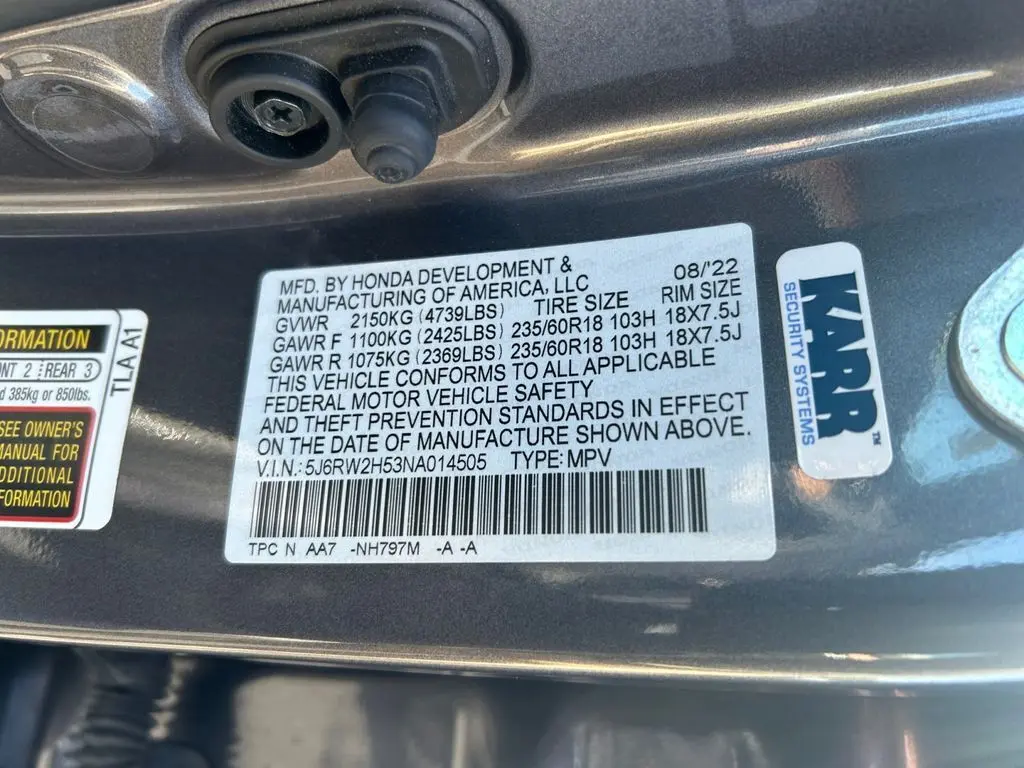 MFD. BY HONDA DEVELOPMENT & 08/'22
MANUFACTURING OF AMERICA, LLC
GVWR 2150KG (4739LBS) TIRE SIZE RIM SIZE
GAWR F 1100KG (2425LBS) 235/60R18 103H 18X7.5J
GAWR R 1075KG (2369LBS) 235/60R18 103H 18X7.5J
THIS VEHICLE CONFORMS TO ALL APPLICABLE
FEDERAL MOTOR VEHICLE SAFETY
AND THEFT PREVENTION STANDARDS IN EFFECT
ON THE DATE OF MANUFACTURE SHOWN ABOVE.
V.I.N.: 5J6RW2H53NA014505 TYPE: MPV
TPC N AA7 -NH797M -A -A
KARR™
SECURITY SYSTEMS
ORMATION
NT 2 REAR 3
d 385kg or 850lbs.
SEE OWNER'S
MANUAL FOR
DDITIONAL
FORMATION
TLA A1